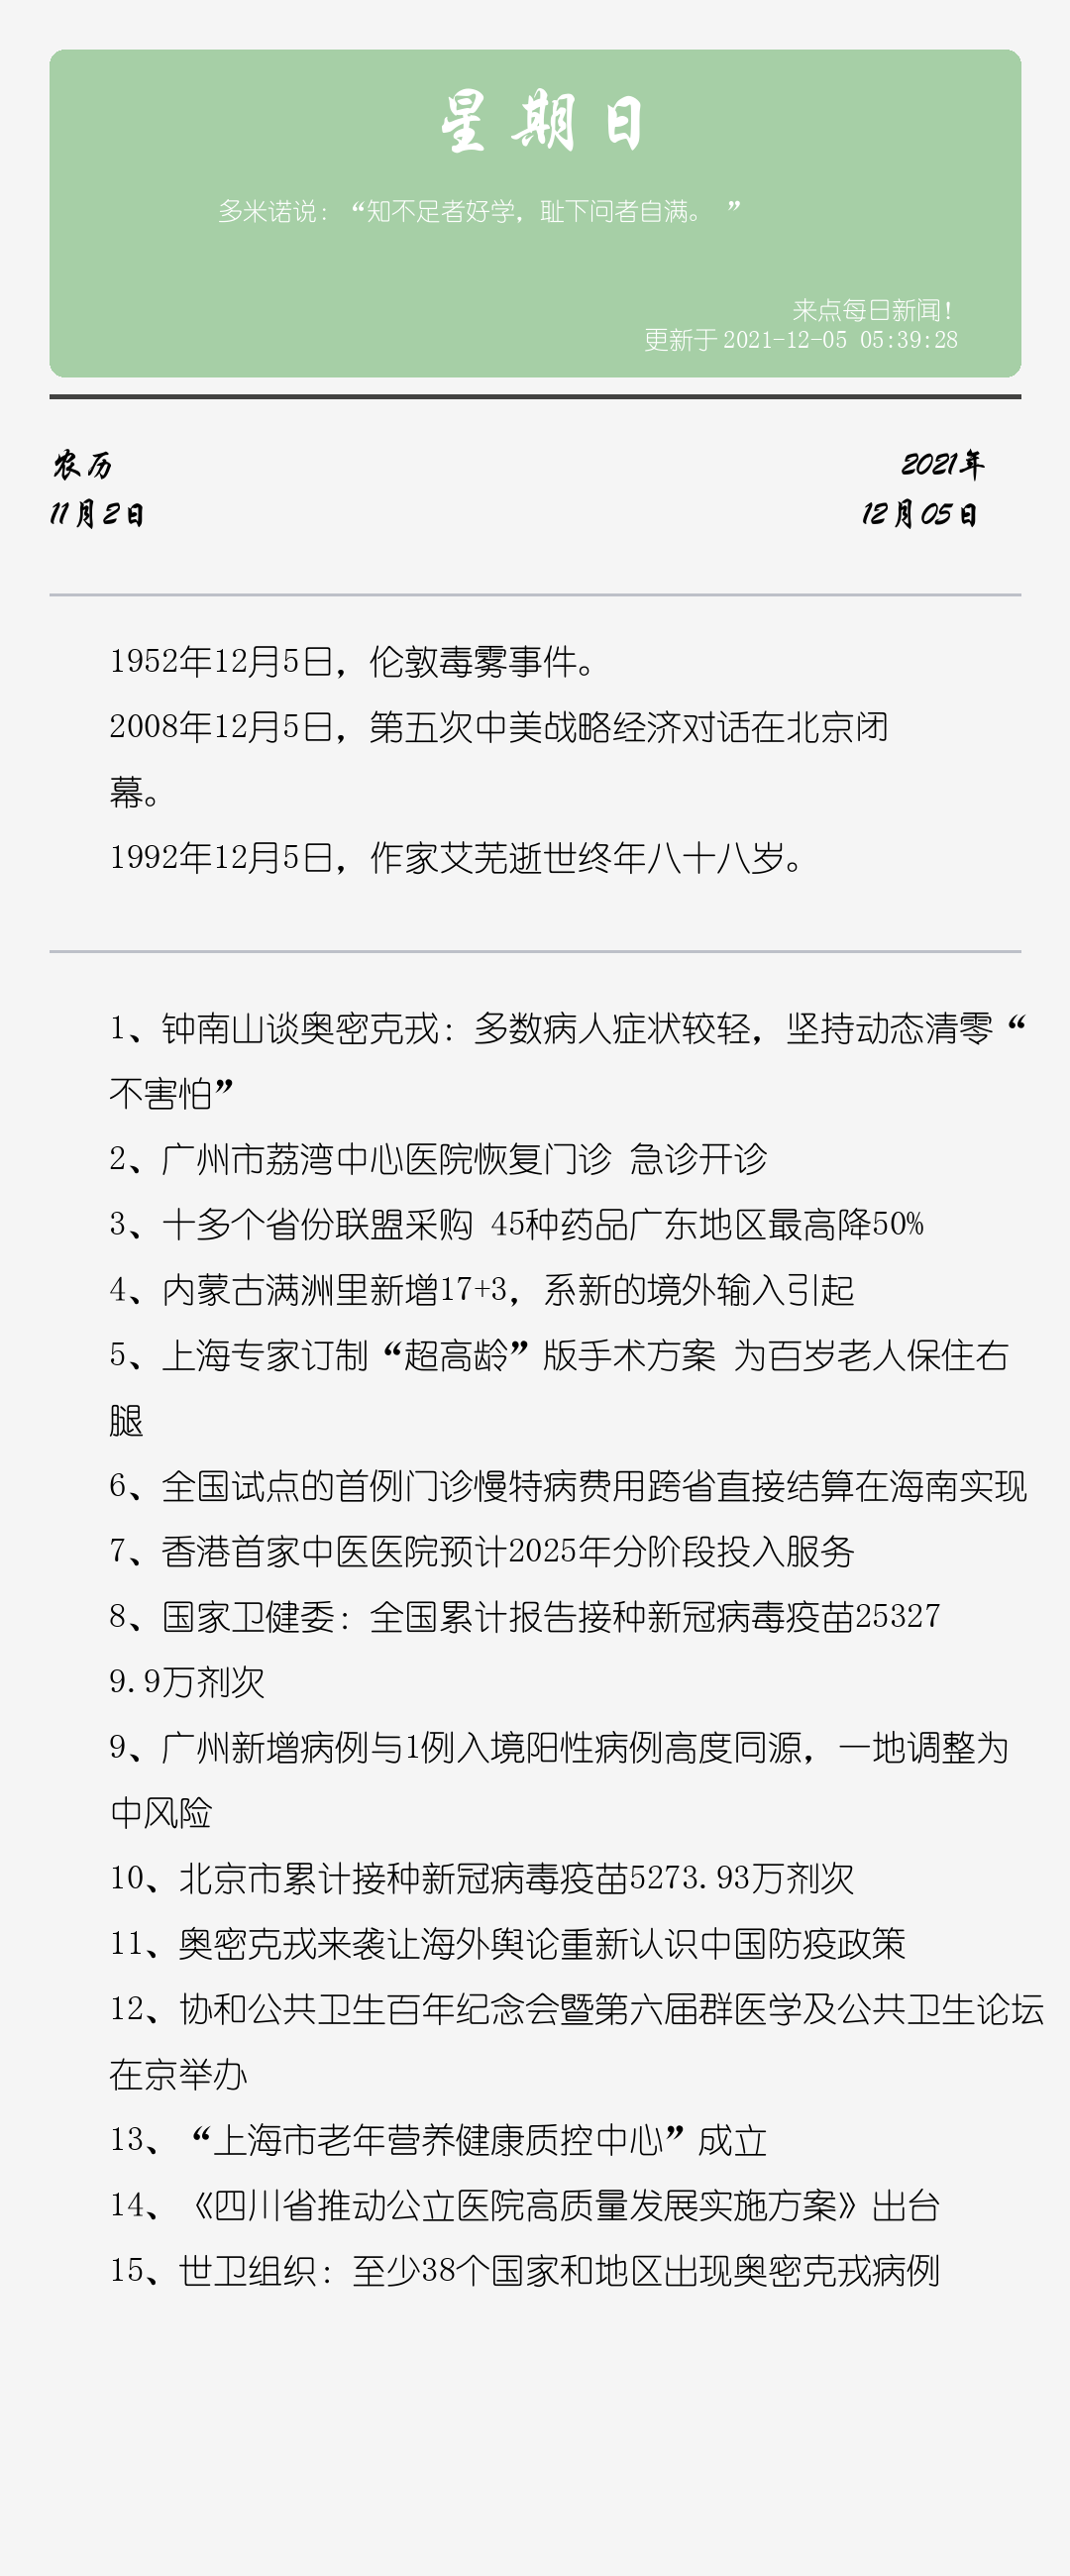 星期日
多米诺说：“知不足者好学，耻下问者自满。 ”
来点每日新闻！
更新于 2021-12-05 05:39:28
农历
2021年
11月2日
12月05日
1952年12月5日，伦敦毒雾事件。
2008年12月5日，第五次中美战略经济对话在北京闭
幕。
1992年12月5日，作家艾芜逝世终年八十八岁。
1、钟南山谈奥密克戎：多数病人症状较轻，坚持动态清零“
不害怕”
2、广州市荔湾中心医院恢复门诊 急诊开诊
3、十多个省份联盟采购 45种药品广东地区最高降50%
4、内蒙古满洲里新增17+3，系新的境外输入引起
5、上海专家订制“超高龄”版手术方案 为百岁老人保住右
腿
6、全国试点的首例门诊慢特病费用跨省直接结算在海南实现
7、香港首家中医医院预计2025年分阶段投入服务
8、国家卫健委：全国累计报告接种新冠病毒疫苗25327
9.9万剂次
9、广州新增病例与1例入境阳性病例高度同源，一地调整为
中风险
10、北京市累计接种新冠病毒疫苗5273.93万剂次
11、奥密克戎来袭让海外舆论重新认识中国防疫政策
12、协和公共卫生百年纪念会暨第六届群医学及公共卫生论坛
在京举办
13、“上海市老年营养健康质控中心”成立
14、《四川省推动公立医院高质量发展实施方案》出台
15、世卫组织：至少38个国家和地区出现奥密克戎病例